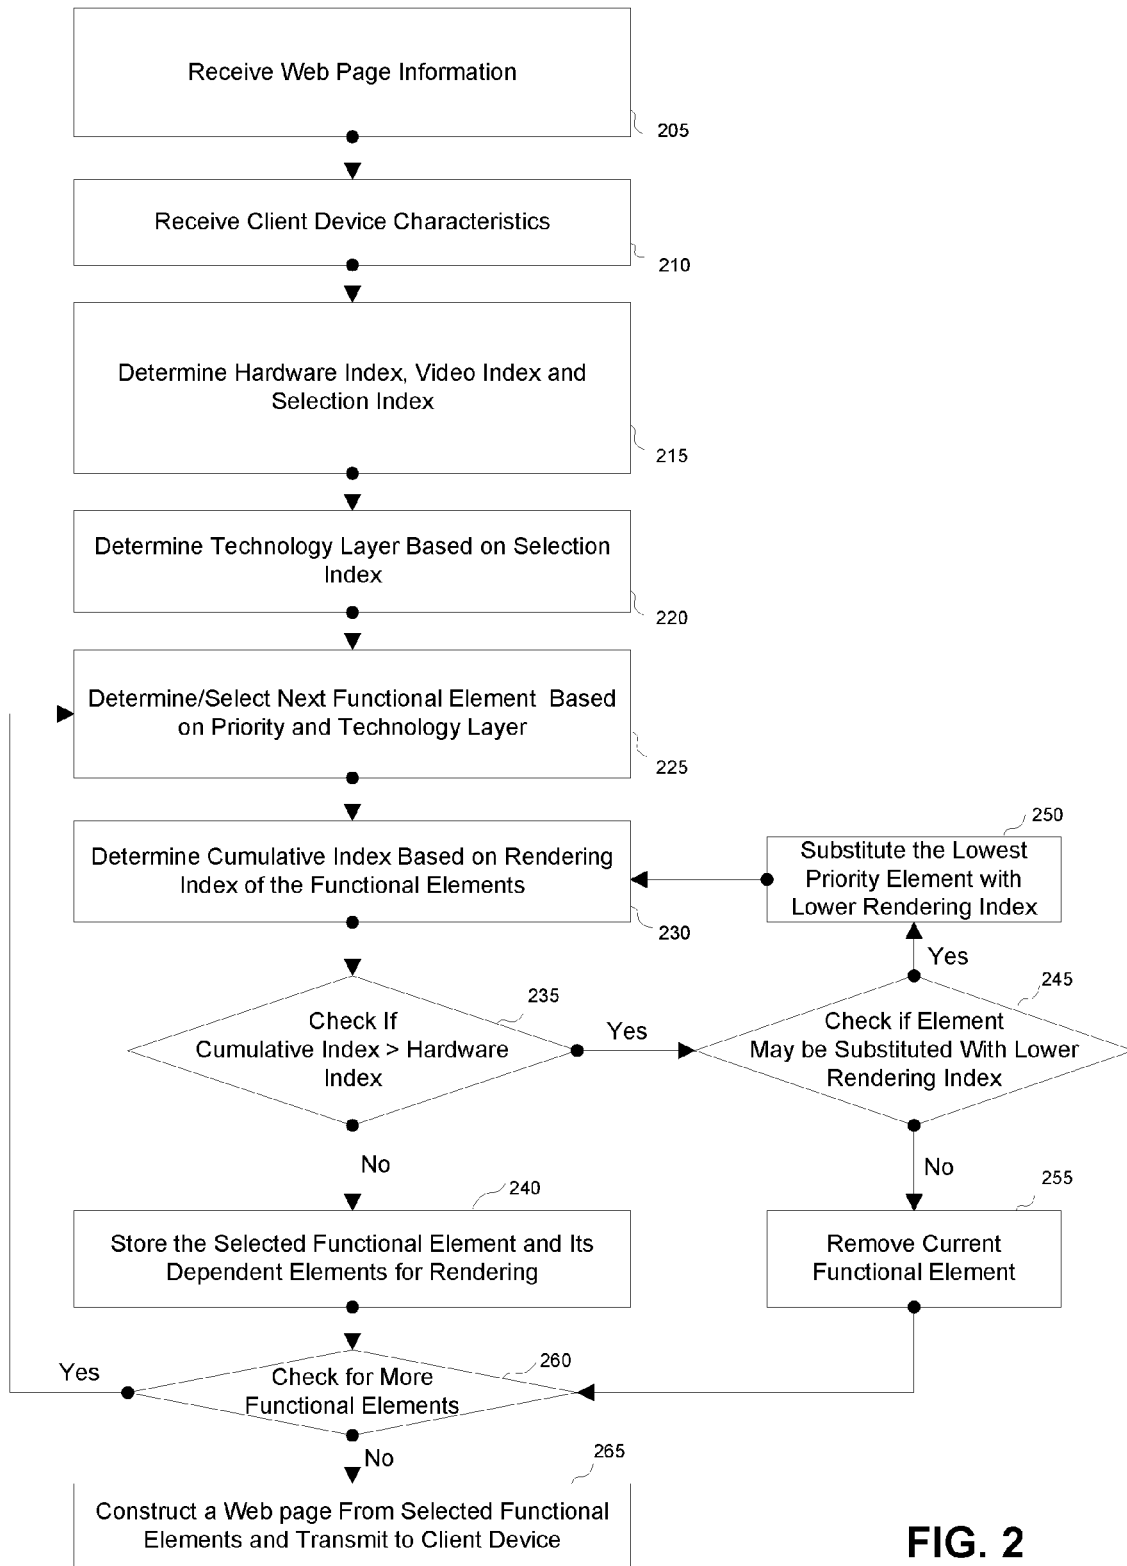 Receive Web Page Information
205
Receive Client Device Characteristics
210
Determine Hardware Index, Video Index and
Selection Index
215
Determine Technology Layer Based on Selection
Index
220
Determine/Select Next Functional Element Based
on Priority and Technology Layer
225
Determine Cumulative Index Based on Rendering
Index of the Functional Elements
230
250
Substitute the Lowest
Priority Element with
Lower Rendering Index
Yes
235
Check If
Cumulative Index > Hardware
Index
Yes
245
Check if Element
May be Substituted With Lower
Rendering Index
No
No
240
Store the Selected Functional Element and Its
Dependent Elements for Rendering
255
Remove Current
Functional Element
Yes
260
Check for More
Functional Elements
No
265
Construct a Web page From Selected Functional
Elements and Transmit to Client Device
FIG. 2